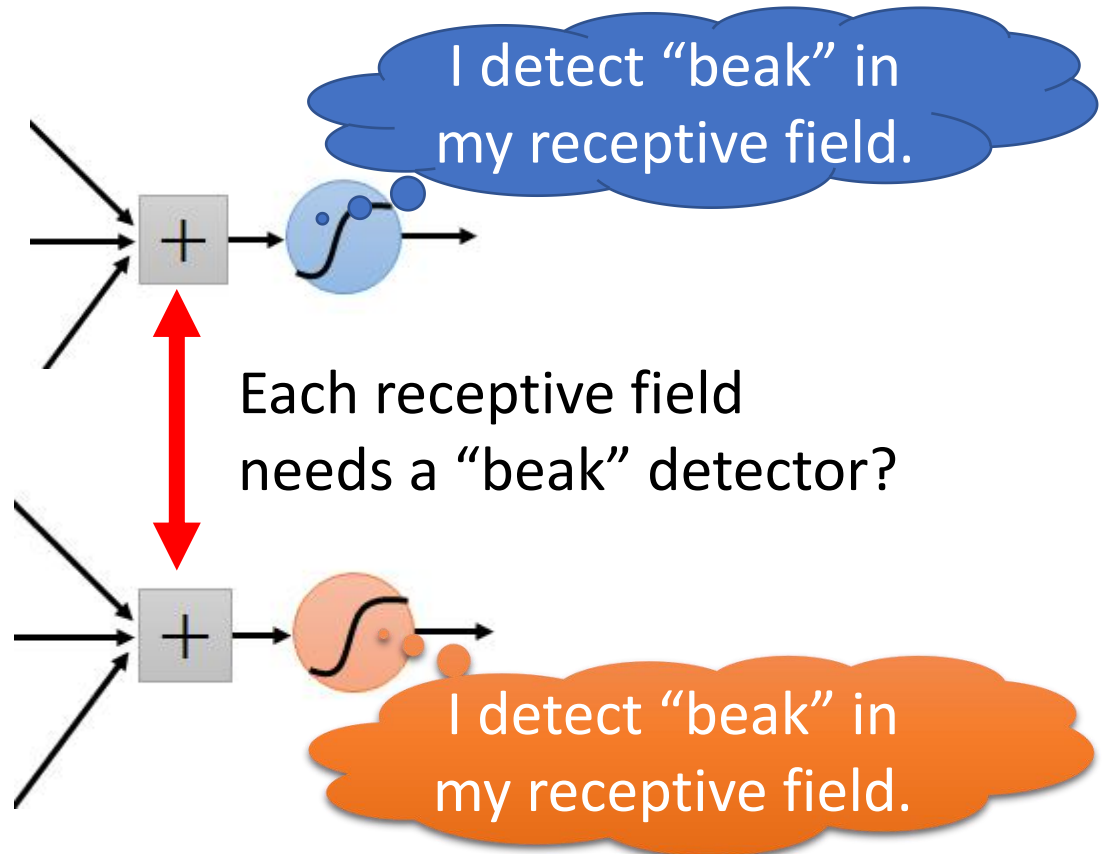 I detect “beak” in
my receptive field.
+
Each receptive field
needs a “beak” detector?
+
I detect “beak” in
my receptive field.